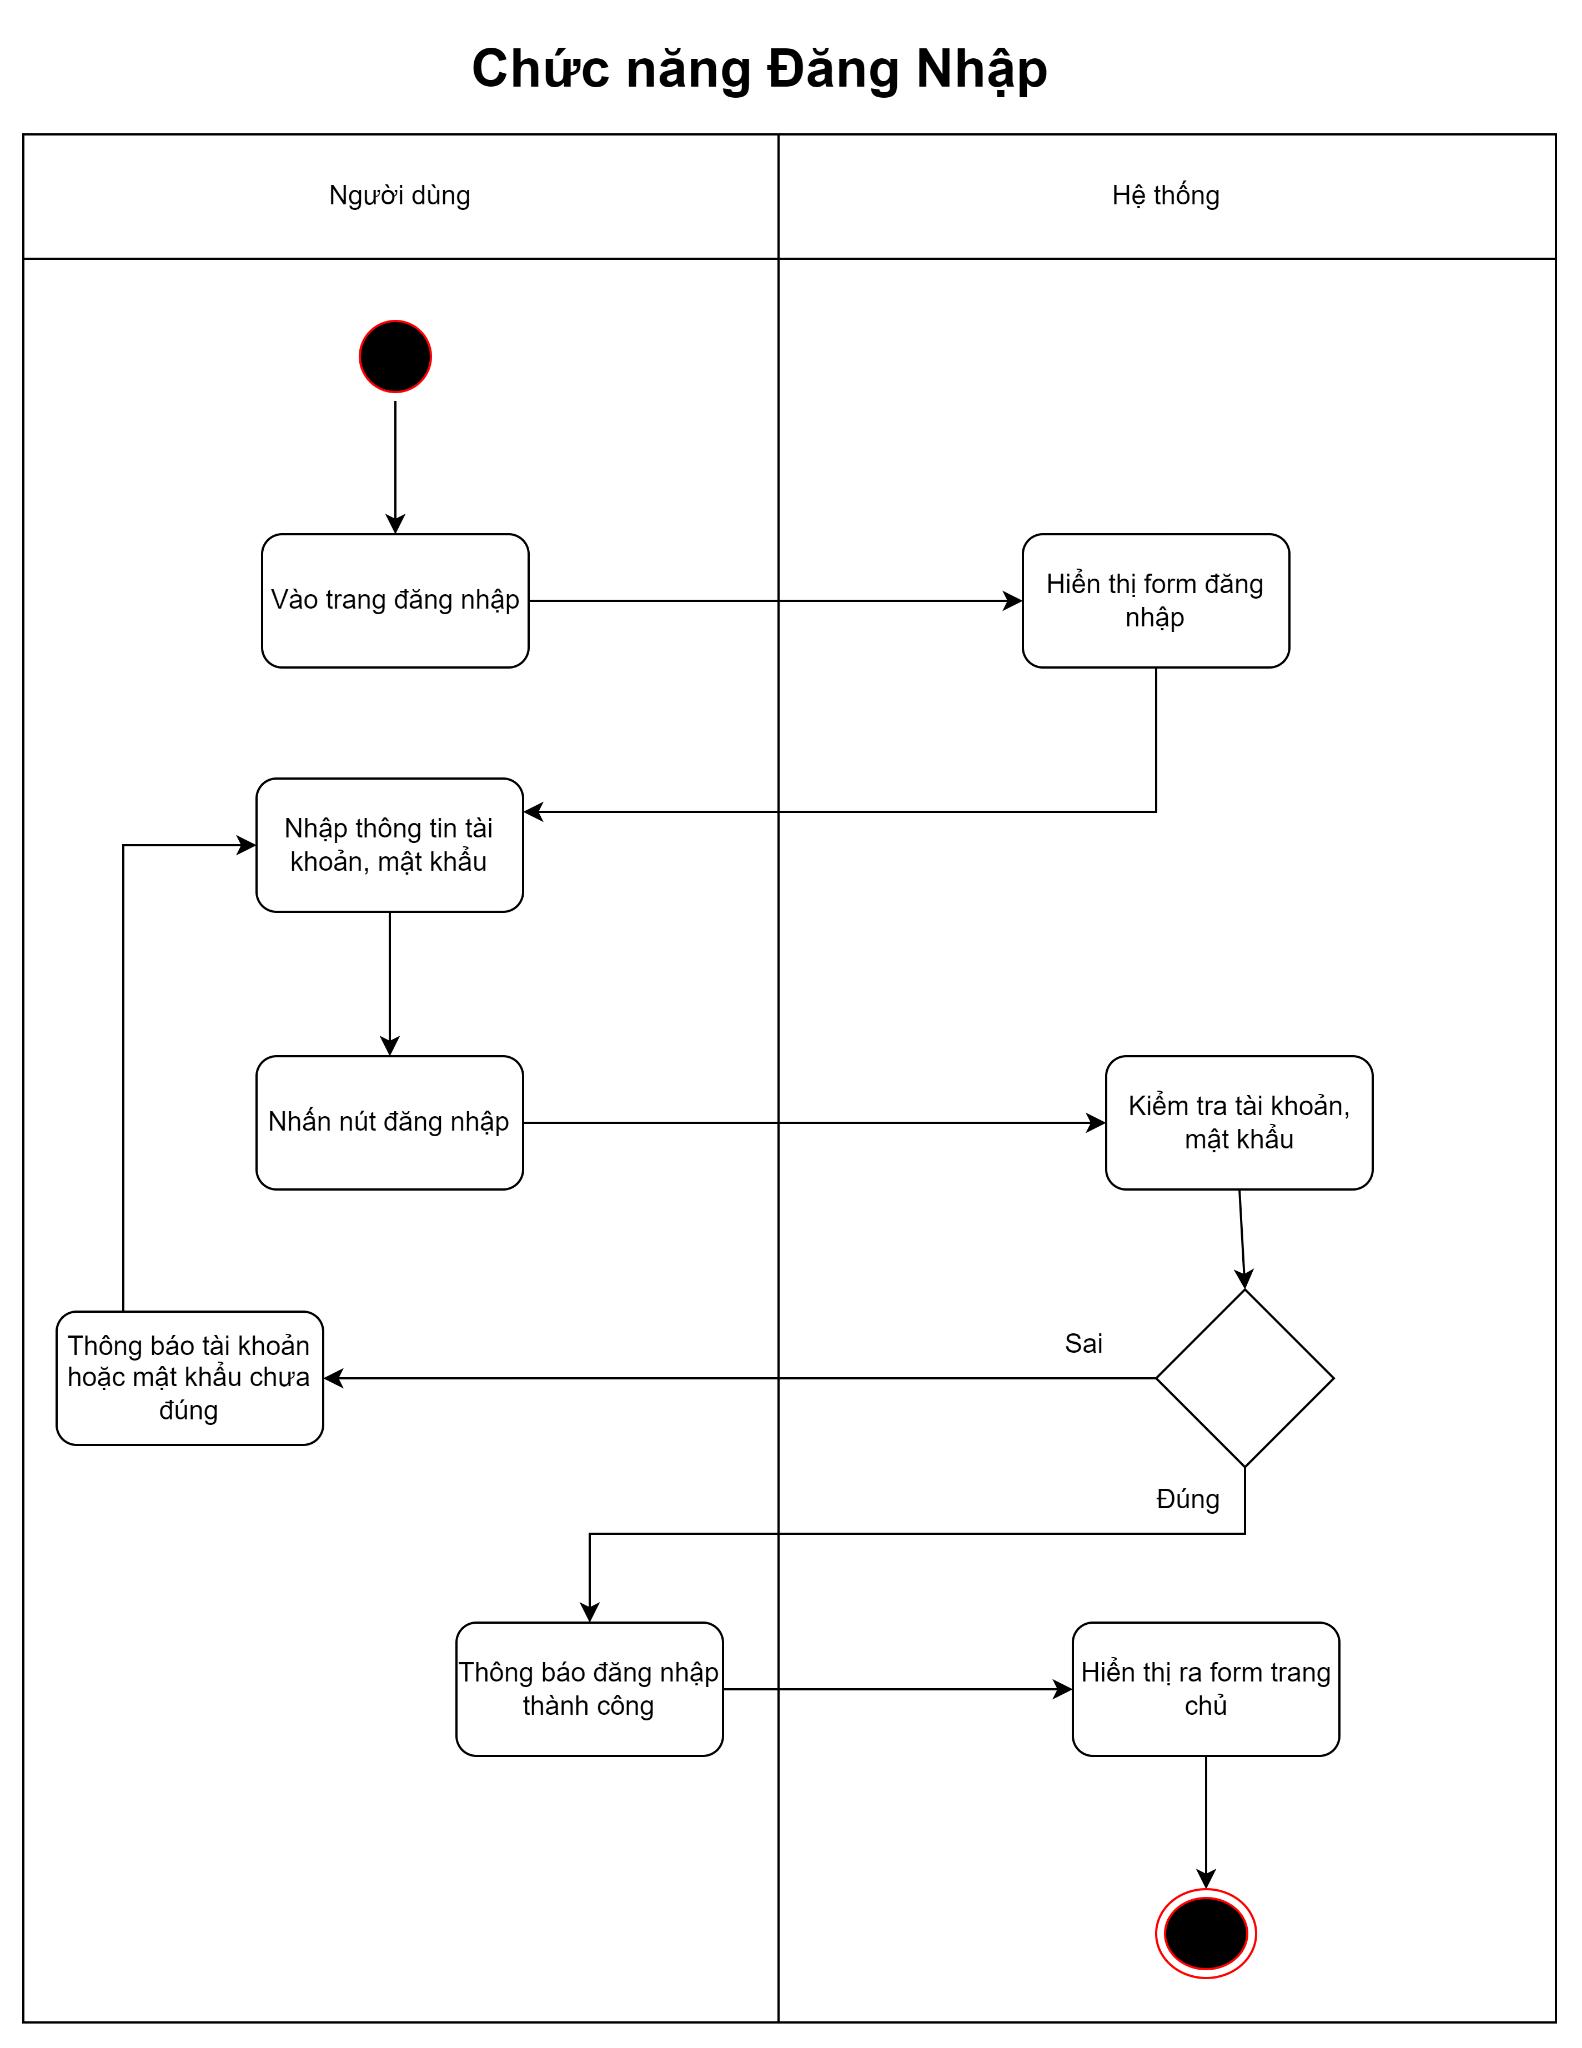 Chức năng Đăng Nhập
Người dùng
Hệ thống
Vào trang đăng nhập
Hiển thị form đăng
nhập
Nhập thông tin tài
khoản, mật khẩu
Nhấn nút đăng nhập
Kiểm tra tài khoản,
mật khẩu
Sai
Thông báo tài khoản
hoặc mật khẩu chưa
đúng
Đúng
Thông báo đăng nhập
thành công
Hiển thị ra form trang
chủ